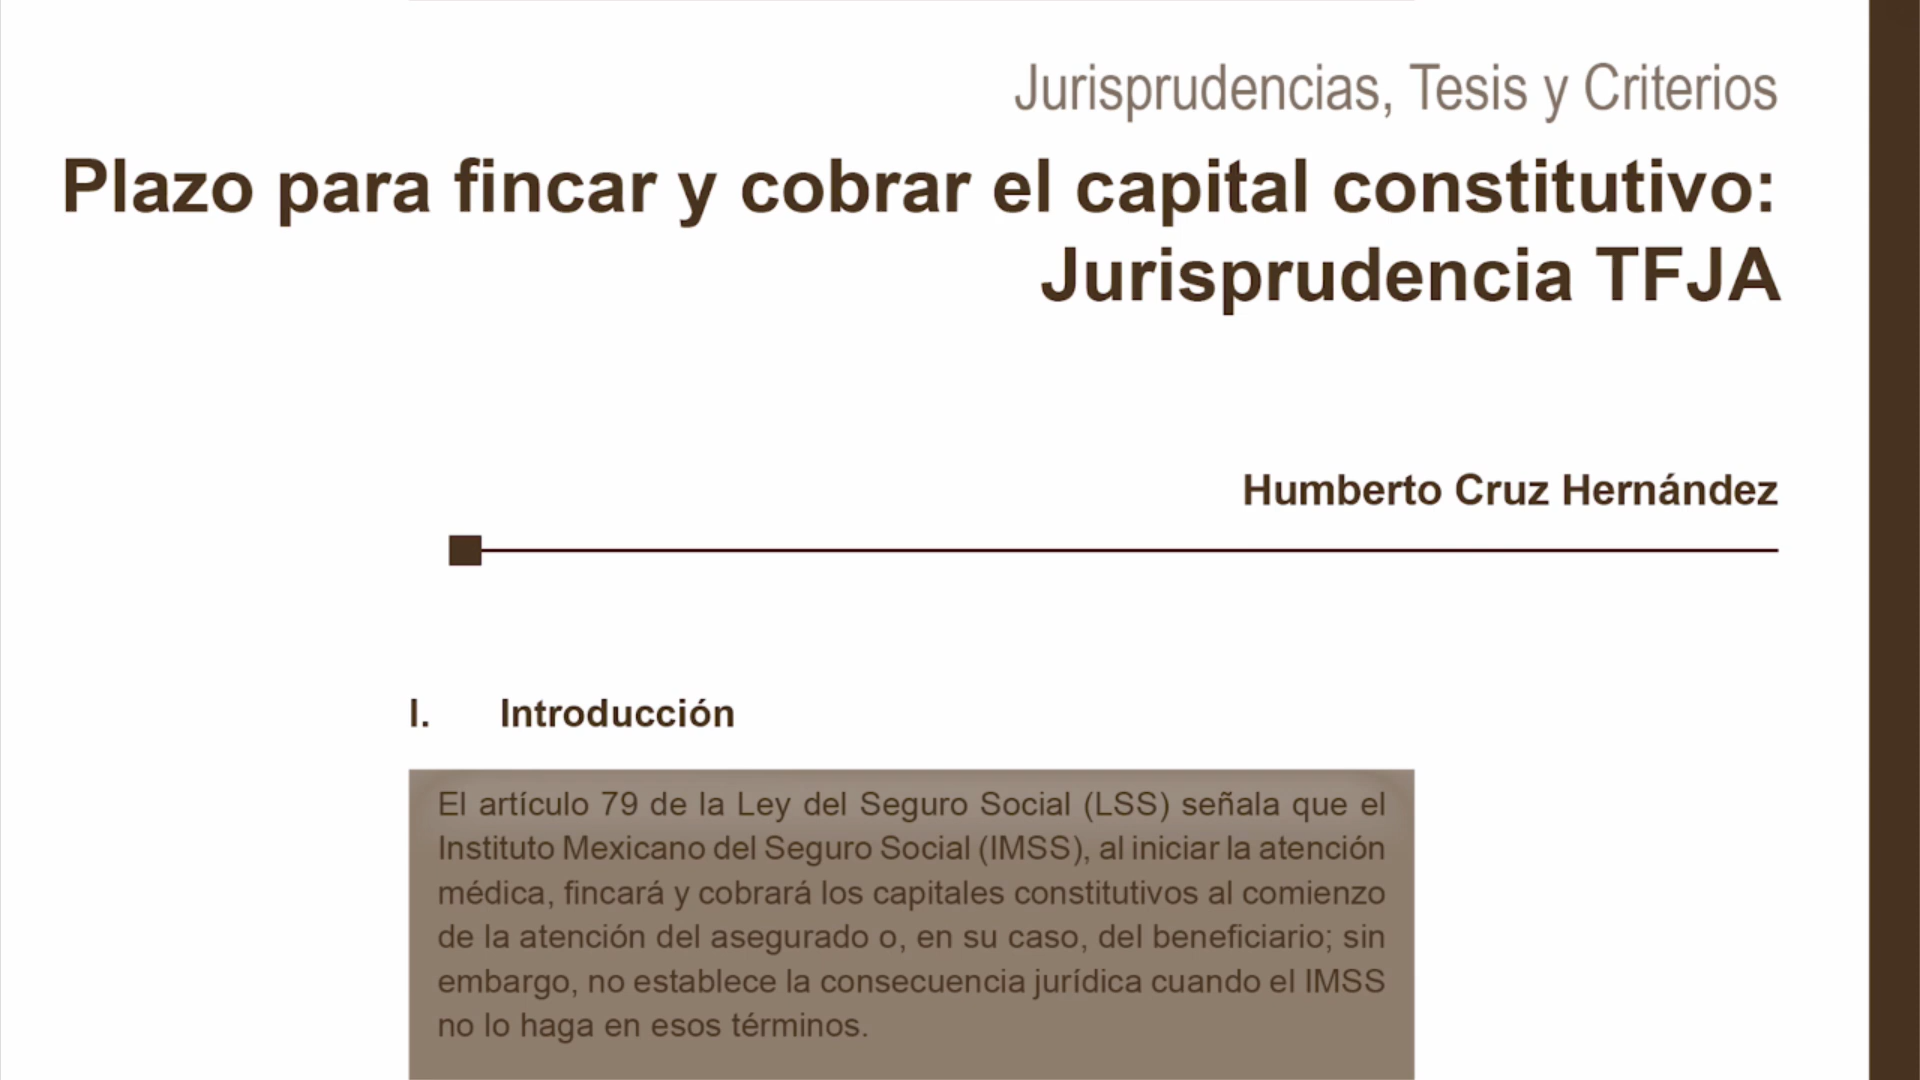 Jurisprudencias, Tesis y Criterios
Plazo para fincar y cobrar el capital constitutivo:
Jurisprudencia TFJA
Humberto Cruz Hernández
I. Introducción
El artículo 79 de la Ley del Seguro Social (LSS) señala que el
Instituto Mexicano del Seguro Social (IMSS), al iniciar la atención
médica, fincará y cobrará los capitales constitutivos al comienzo
de la atención del asegurado o, en su caso, del beneficiario; sin
embargo, no establece la consecuencia jurídica cuando el IMSS
no lo haga en esos términos.